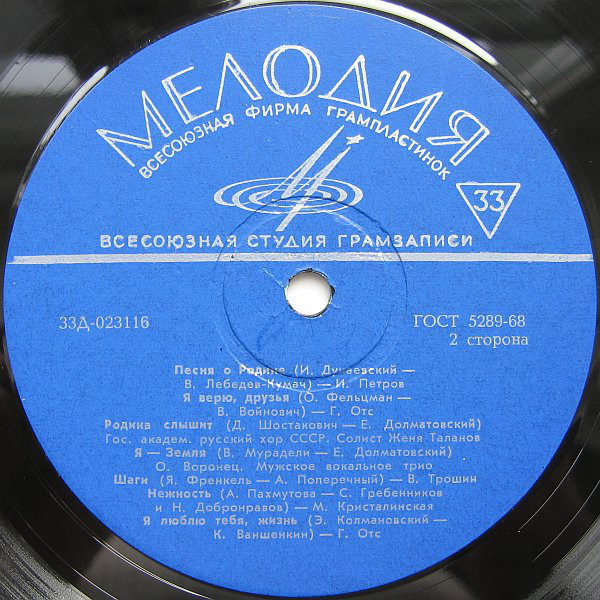 МЕЛОДИЯ
ВСЕСОЮЗНАЯ ФИРМА ГРАМПЛАСТИНОК
33
ВСЕСОЮЗНАЯ СТУДИЯ ГРАМЗАПИСИ
33Д-023116
ГОСТ 5289-68
2 сторона
Песня о Родине (И. Дунаевский —
В. Лебедев-Кумач) — И. Петров
Я верю, друзья (О. Фельцман —
В. Войнович) — Г. Отс
Родина слышит (Д. Шостакович — Е. Долматовский)
Гос. академ. русский хор СССР. Солист Женя Таланов
Я — Земля (В. Мурадели — Е. Долматовский)
О. Воронец. Мужское вокальное трио
Шаги (Я. Френкель — А. Поперечный) — В. Трошин
Нежность (А. Пахмутова — С. Гребенников
и Н. Добронравов) — М. Кристалинская
Я люблю тебя, жизнь (Э. Колмановский —
К. Ваншенкин) — Г. Отс